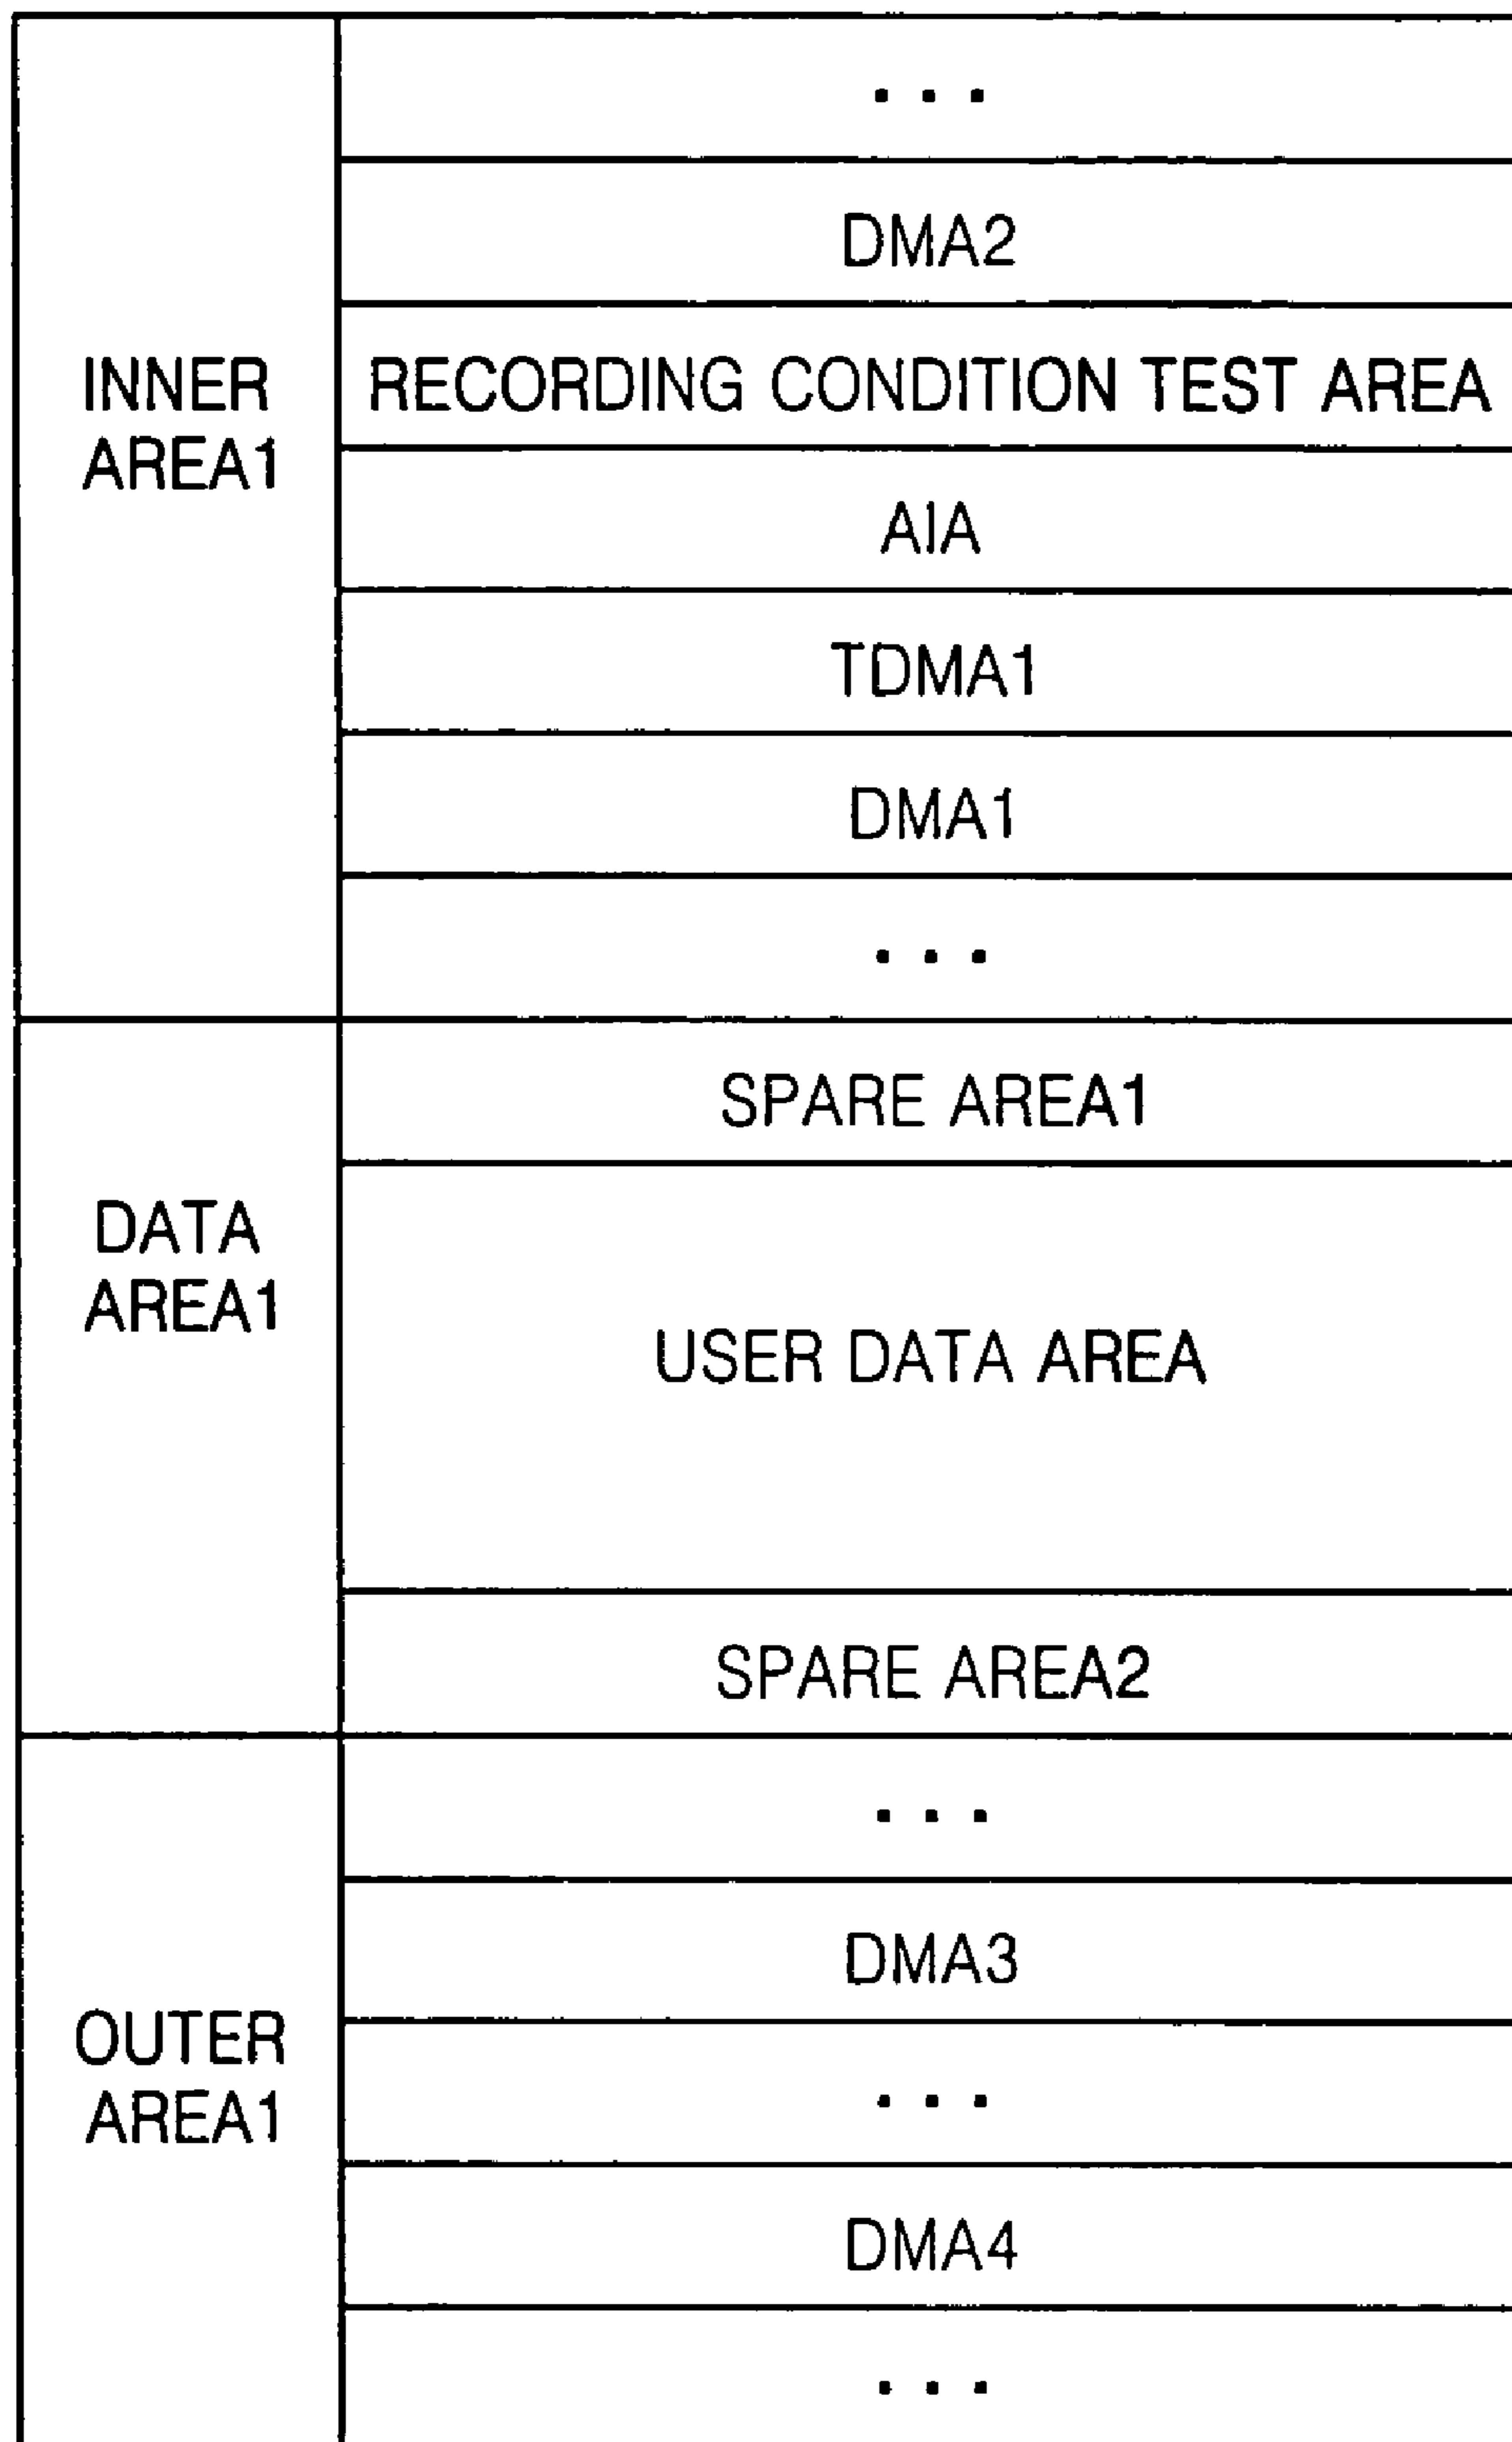 INNER
AREA1
. . .
DMA2
RECORDING CONDITION TEST AREA
AIA
TDMA1
DMA1
. . .
DATA
AREA1
SPARE AREA1
USER DATA AREA
SPARE AREA2
OUTER
AREA1
. . .
DMA3
. . .
DMA4
. . .